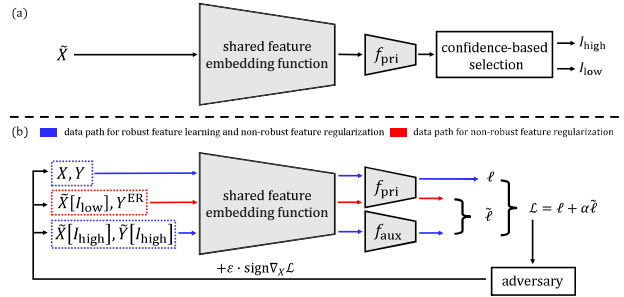 (a)
X̃
shared feature
embedding function
f_pri
confidence-based
selection
I_high
I_low
(b)
data path for robust feature learning and non-robust feature regularization
data path for non-robust feature regularization
X, Y
X̃[I_low], Y^ER
X̃[I_high], Ỹ[I_high]
shared feature
embedding function
f_pri
f_aux
ℓ
ℓ̃
ℒ = ℓ + αℓ̃
+ε · sign∇_X ℒ
adversary